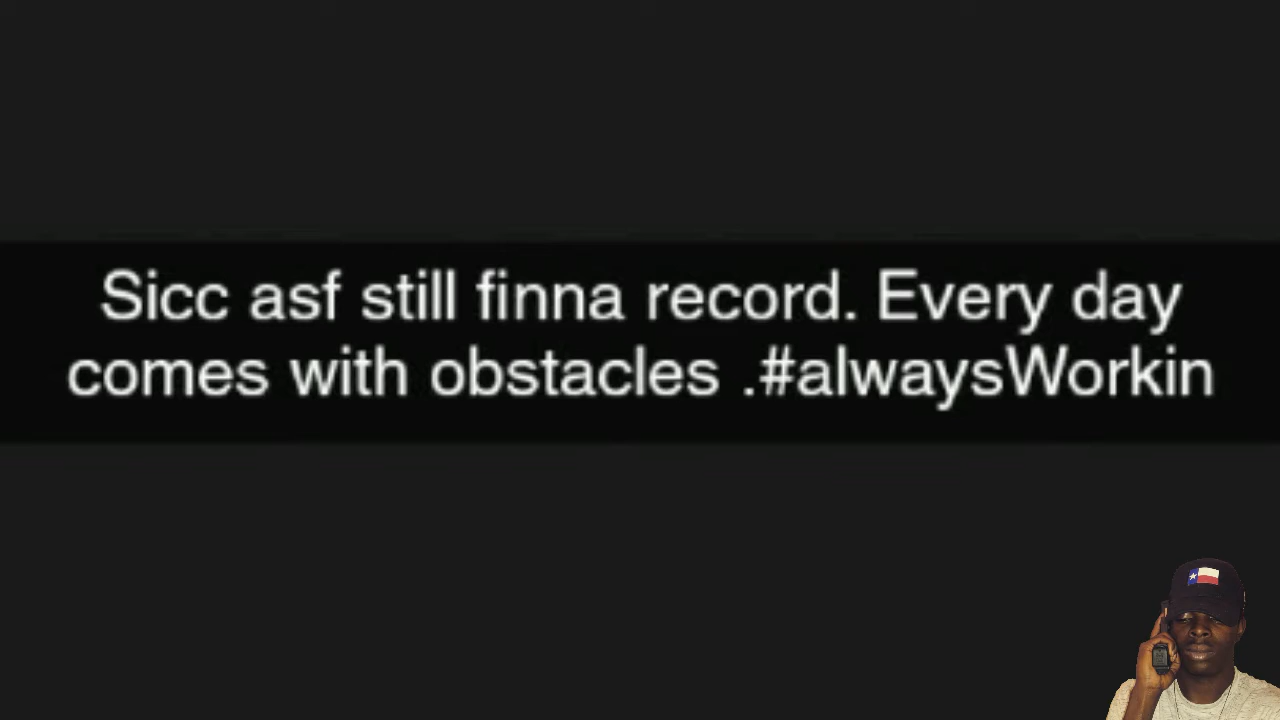 Sicc asf still finna record. Every day
comes with obstacles .#alwaysWorkin